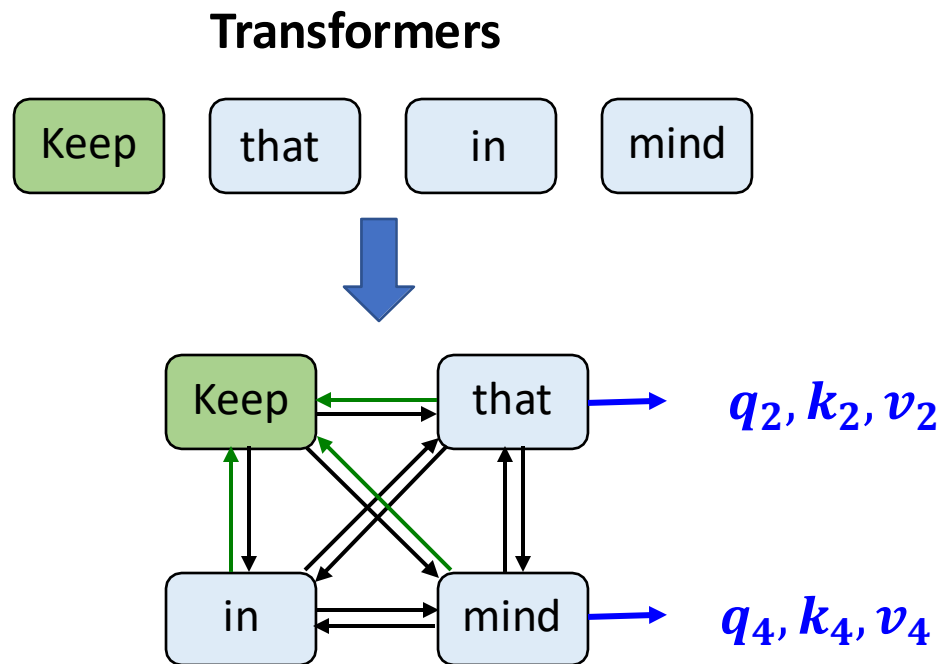 Transformers
Keep that in mind
Keep that q₂, k₂, v₂
in mind q₄, k₄, v₄